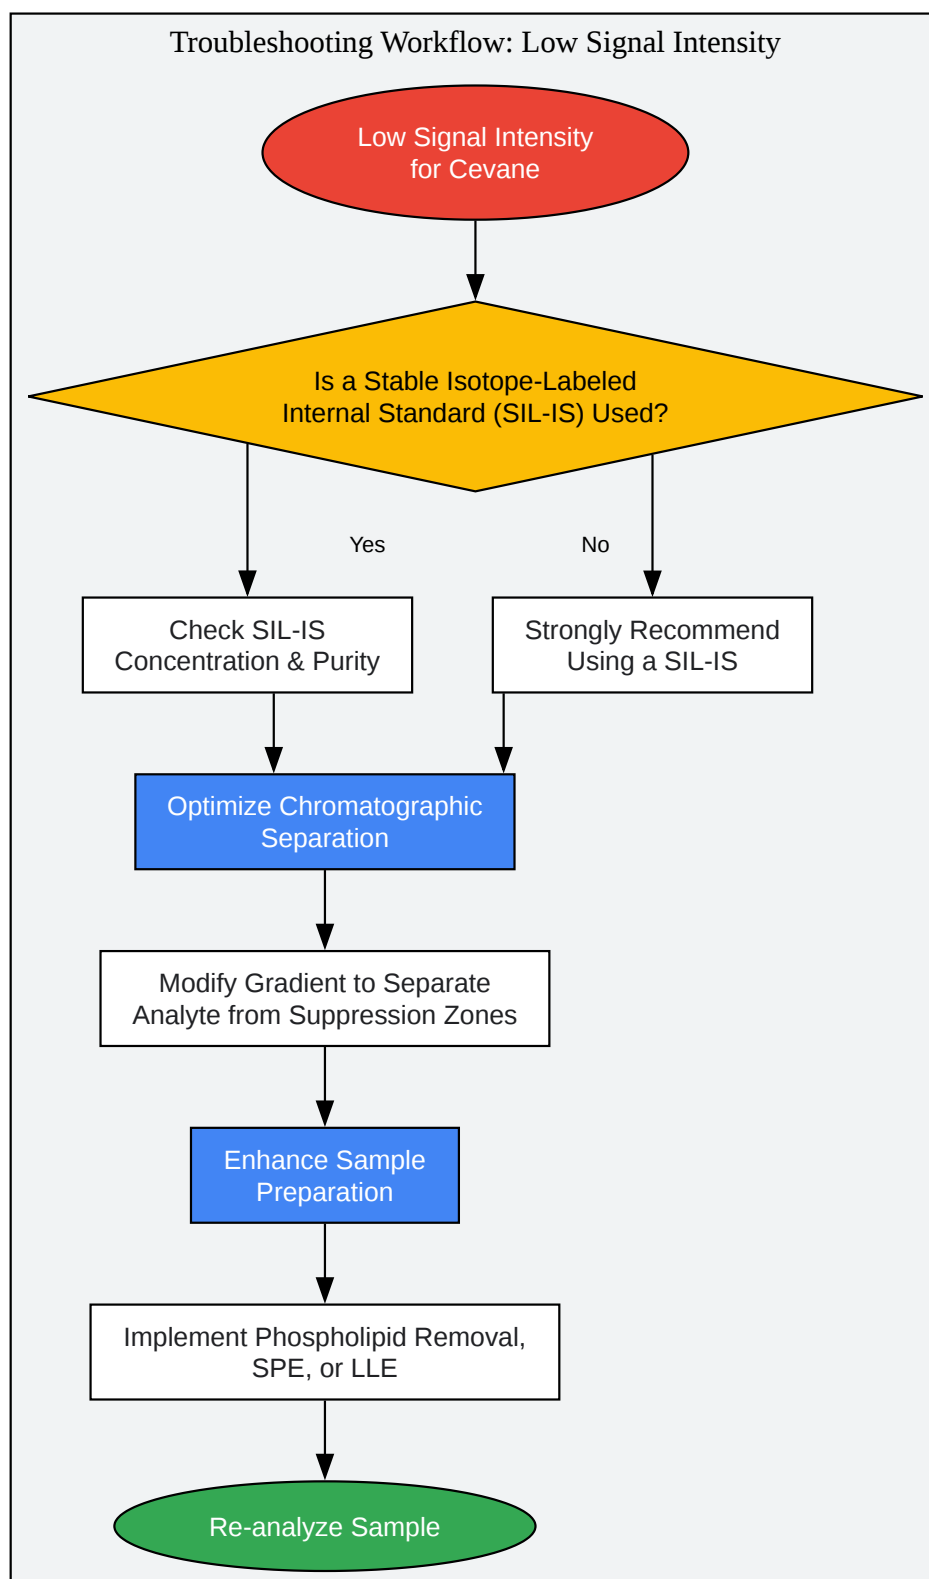 Troubleshooting Workflow: Low Signal Intensity
Low Signal Intensity
for Cevane
Is a Stable Isotope-Labeled
Internal Standard (SIL-IS) Used?
Yes
No
Check SIL-IS
Concentration & Purity
Strongly Recommend
Using a SIL-IS
Optimize Chromatographic
Separation
Modify Gradient to Separate
Analyte from Suppression Zones
Enhance Sample
Preparation
Implement Phospholipid Removal,
SPE, or LLE
Re-analyze Sample